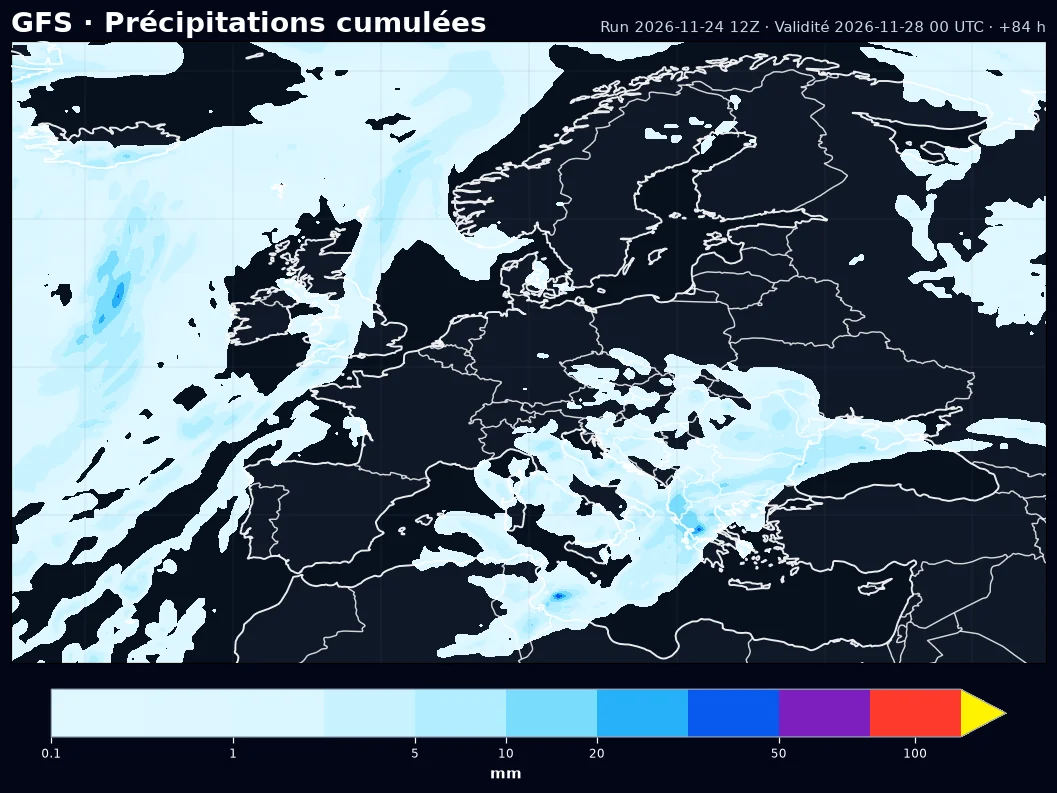 GFS · Précipitations cumulées
Run 2026-11-24 12Z · Validité 2026-11-28 00 UTC · +84 h
0.1 1 5 10 20 50 100
mm